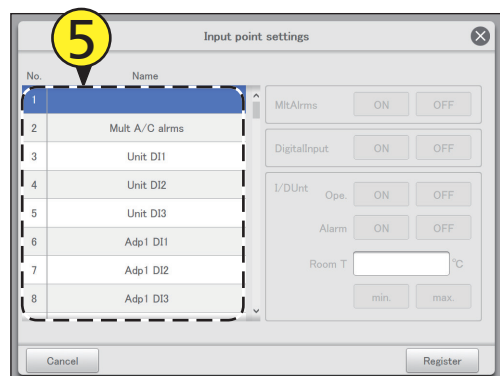 5
Input point settings
No. Name
1
2 Mult A/C alrms
3 Unit DI1
4 Unit DI2
5 Unit DI3
6 Adp1 DI1
7 Adp1 DI2
8 Adp1 DI3
MltAlrms ON OFF
DigitalInput ON OFF
I/DUnt Ope. ON OFF
Alarm ON OFF
Room T °C
min. max.
Cancel Register